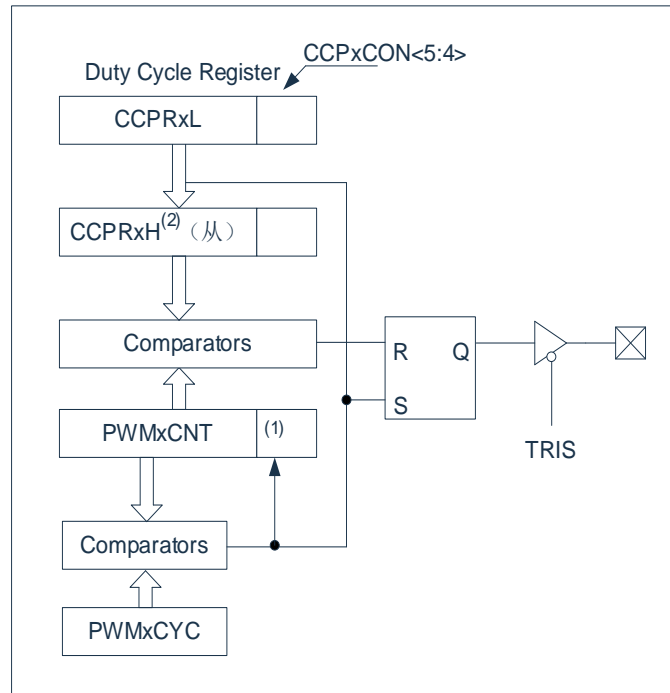 CCPxCON<5:4>
Duty Cycle Register
CCPRxL
CCPRxH(2)（从）
Comparators
R Q
S
PWMxCNT (1)
TRIS
Comparators
PWMxCYC